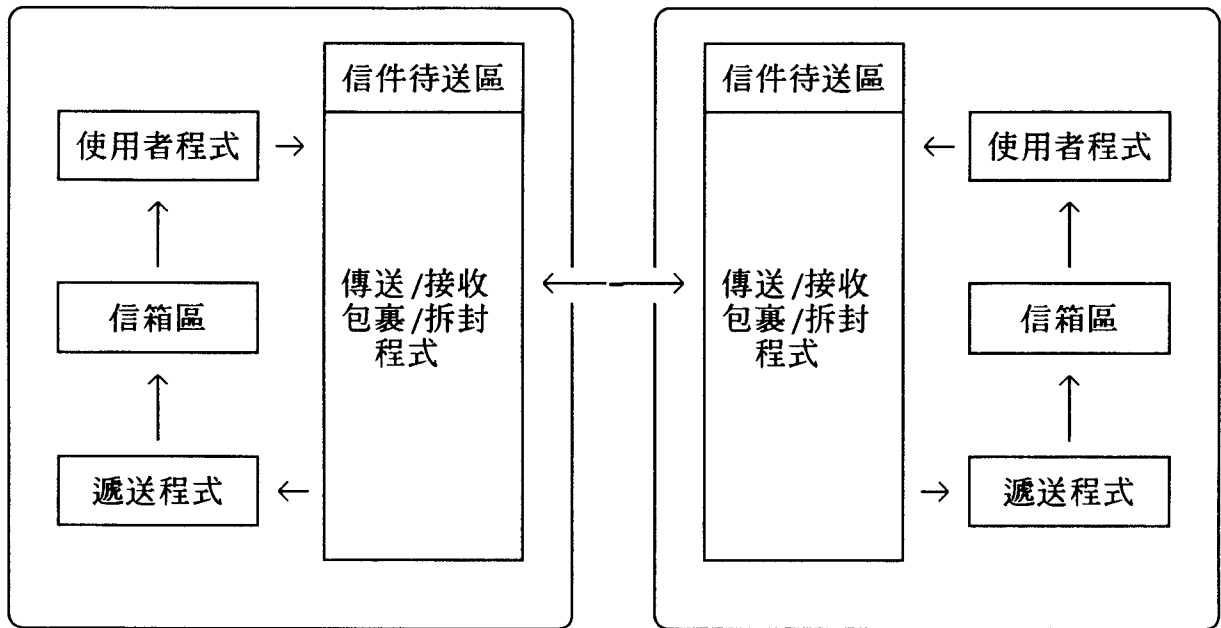 信件待送區
使用者程式
傳送/接收
包裹/拆封
程式
信箱區
遞送程式
信件待送區
使用者程式
傳送/接收
包裹/拆封
程式
信箱區
遞送程式